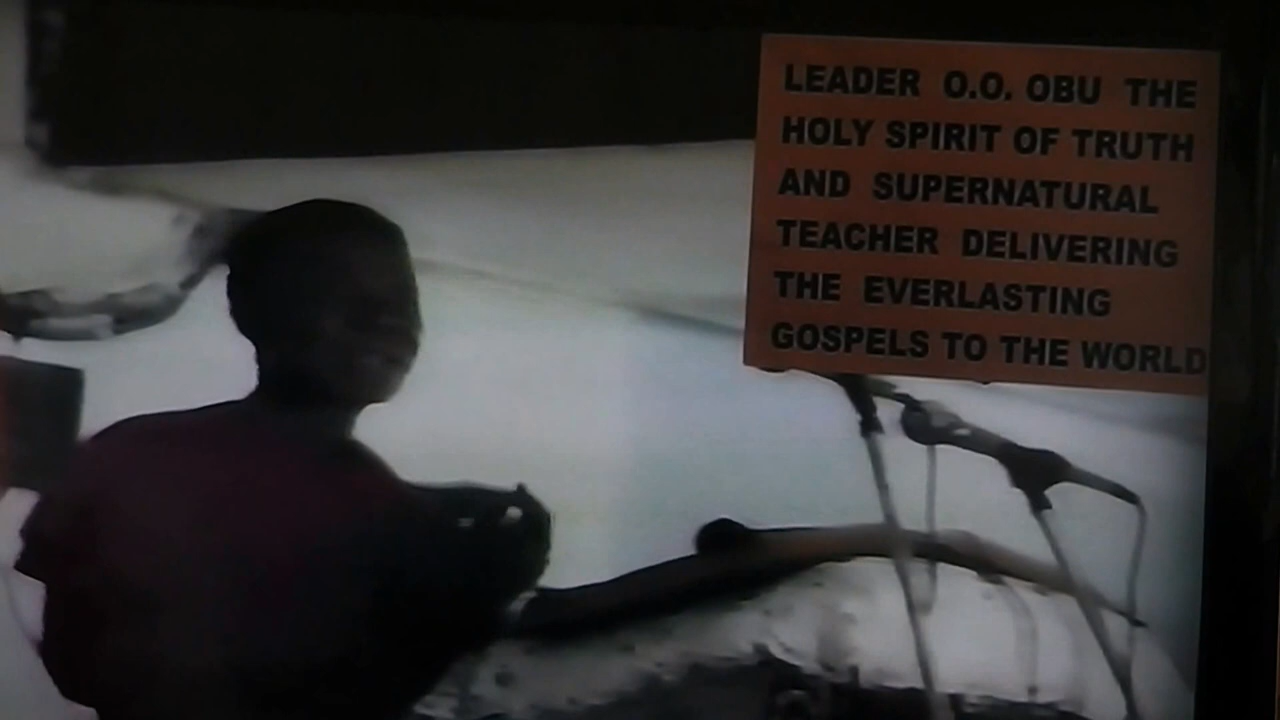 LEADER O.O. OBU THE
HOLY SPIRIT OF TRUTH
AND SUPERNATURAL
TEACHER DELIVERING
THE EVERLASTING
GOSPELS TO THE WORLD